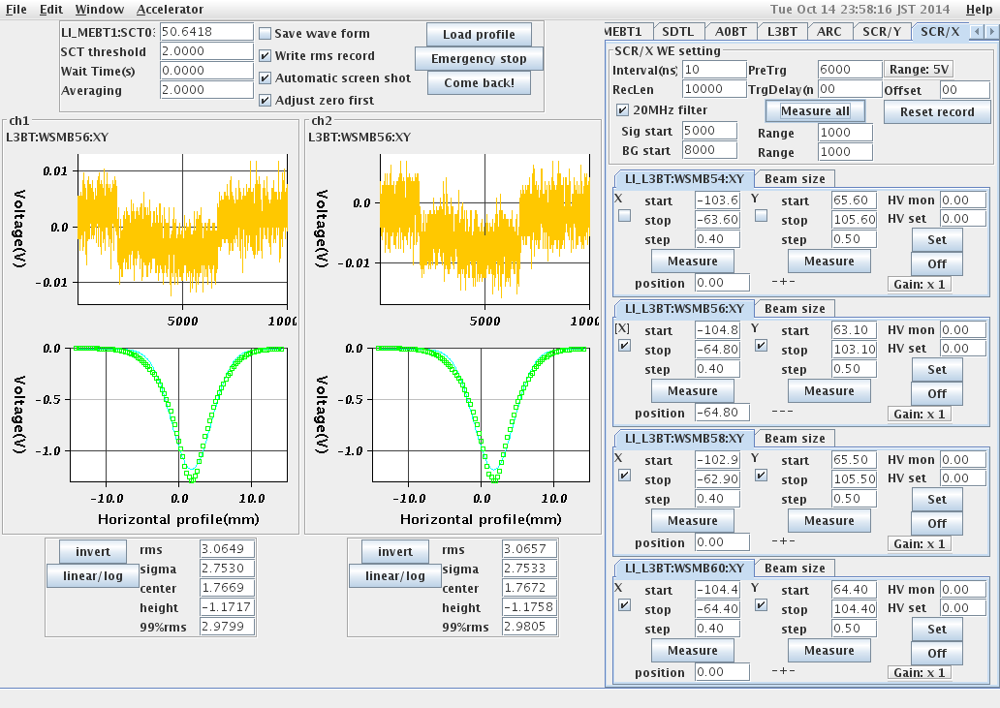 File Edit Window Accelerator
Tue Oct 14 23:58:16 JST 2014 Help
LI_MEBT1:SCT0: 50.6418
SCT threshold 2.0000
Wait Time(s) 0.0000
Averaging 2.0000
Save wave form
Write rms record
Automatic screen shot
Adjust zero first
Load profile
Emergency stop
Come back!
ch1
L3BT:WSMB56:XY
Voltage(V)
0.01
0.0
-0.01
5000 1000
Voltage(V)
0.0
-0.5
-1.0
-10.0 0.0 10.0
Horizontal profile(mm)
invert
linear/log
rms 3.0649
sigma 2.7530
center 1.7669
height -1.1717
99%rms 2.9799
ch2
L3BT:WSMB56:XY
Voltage(V)
0.0
-0.01
5000 1000
Voltage(V)
0.0
-0.5
-1.0
-10.0 0.0 10.0
Horizontal profile(mm)
invert
linear/log
rms 3.0657
sigma 2.7533
center 1.7672
height -1.1758
99%rms 2.9805
MEBT1 SDTL A0BT L3BT ARC SCR/Y SCR/X
SCR/X WE setting
Interval(ns) 10 PreTrg 6000 Range: 5V
RecLen 10000 TrgDelay(n 00 Offset 00
20MHz filter Measure all Reset record
Sig start 5000 Range 1000
BG start 8000 Range 1000
LI_L3BT:WSMB54:XY Beam size
X start -103.6 Y start 65.60 HV mon 0.00
stop -63.60 stop 105.60 HV set 0.00
step 0.40 step 0.50 Set
Measure Measure Off
position 0.00 -+- Gain: x 1
LI_L3BT:WSMB56:XY Beam size
[X] start -104.8 Y start 63.10 HV mon 0.00
stop -64.80 stop 103.10 HV set 0.00
step 0.40 step 0.50 Set
Measure Measure Off
position -64.80 --- Gain: x 1
LI_L3BT:WSMB58:XY Beam size
X start -102.9 Y start 65.50 HV mon 0.00
stop -62.90 stop 105.50 HV set 0.00
step 0.40 step 0.50 Set
Measure Measure Off
position 0.00 -+- Gain: x 1
LI_L3BT:WSMB60:XY Beam size
X start -104.4 Y start 64.40 HV mon 0.00
stop -64.40 stop 104.40 HV set 0.00
step 0.40 step 0.50 Set
Measure Measure Off
position 0.00 -+- Gain: x 1